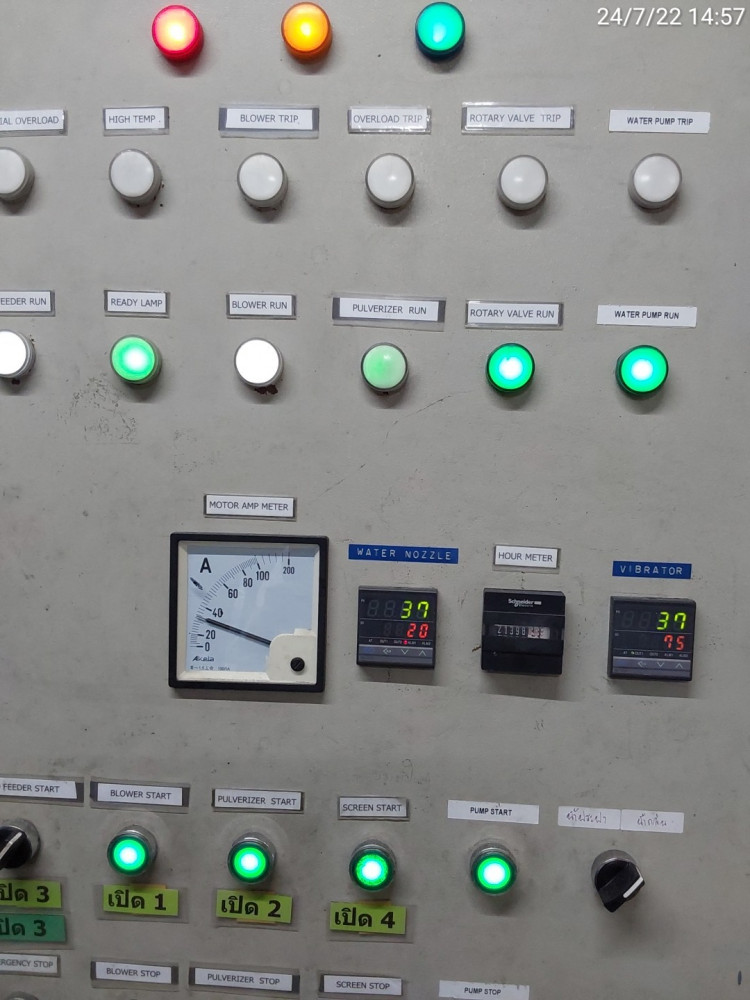 24/7/22 14:57
IAL OVERLOAD
HIGH TEMP.
BLOWER TRIP.
OVERLOAD TRIP
ROTARY VALVE TRIP
WATER PUMP TRIP
EEDER RUN
READY LAMP
BLOWER RUN
PULVERIZER RUN
ROTARY VALVE RUN
WATER PUMP RUN
MOTOR AMP METER
WATER NOZZLE
HOUR METER
VIBRATOR
A
0
20
40
60
80
100
200
37
20
Schneider
37
75
FEEDER START
BLOWER START
PULVERIZER START
SCREEN START
PUMP START
เปิด 3
เปิด 1
เปิด 2
เปิด 4
เปิด 3
ERGENCY STOP
BLOWER STOP
PULVERIZER STOP
SCREEN STOP
PUMP STOP